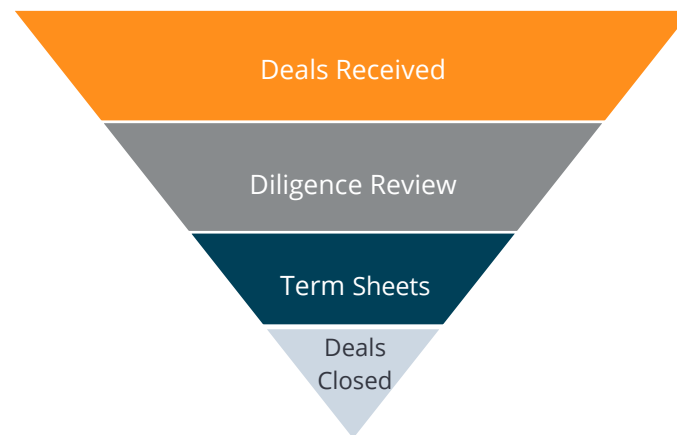 Deals Received
Diligence Review
Term Sheets
Deals
Closed